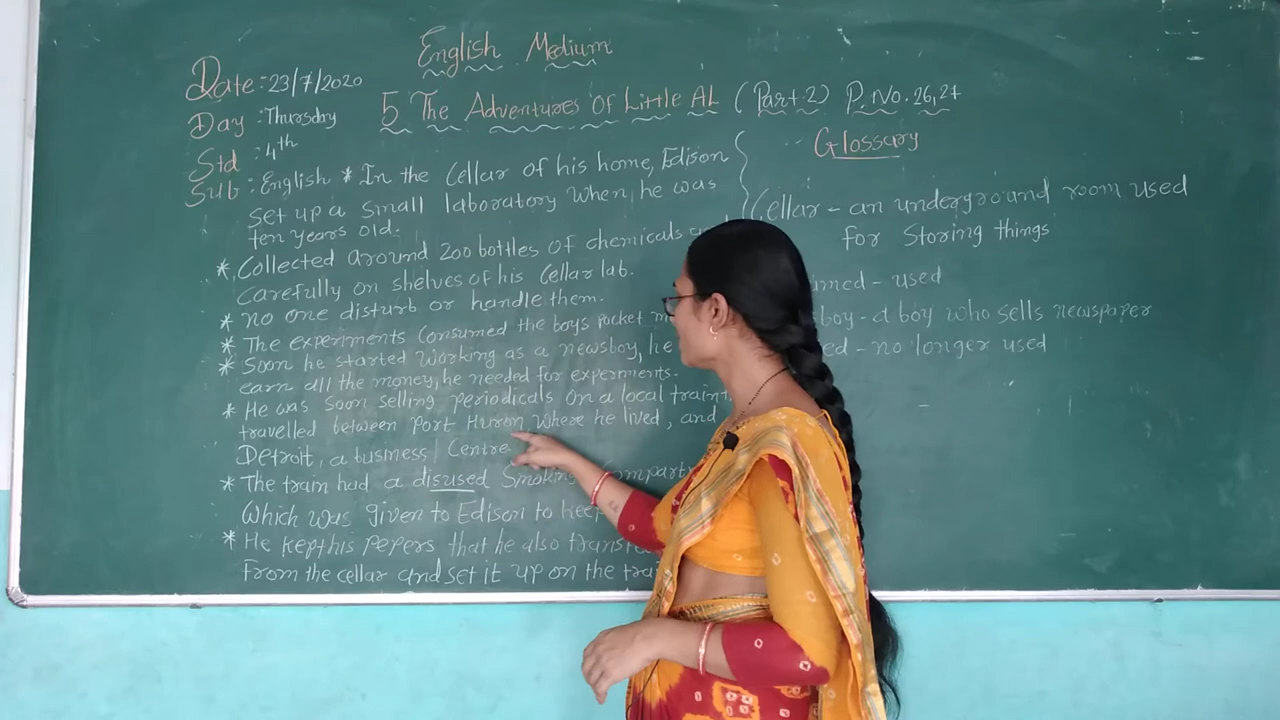 English Medium
Date:-23/7/2020
5 The Adventures Of Little AL (Part-2) P.No.26,27
Day :Thursday
Std :4th
Sub:English
* In the Cellar of his home, Edison
set up a small laboratory when he was
ten years old.
* Collected around 200 bottles of chemicals
carefully on shelves of his Cellar lab.
* no one disturb or handle them.
* The experiments consumed the boys pocket
* Soon he started working as a newsboy, he
earn all the money, he needed for experments.
* He was soon selling periodicals on a local train
travelled between port Huron where he lived, and
Detroit, a business Centre
* The train had a disused Smoking
Which was given to Edison to keep
* He kept his pepers that he also
From the cellar and set it up on the
Glossary
Cellar - an underground room used
for Storing things
- used
boy - a boy who sells newspaper
- no longer used